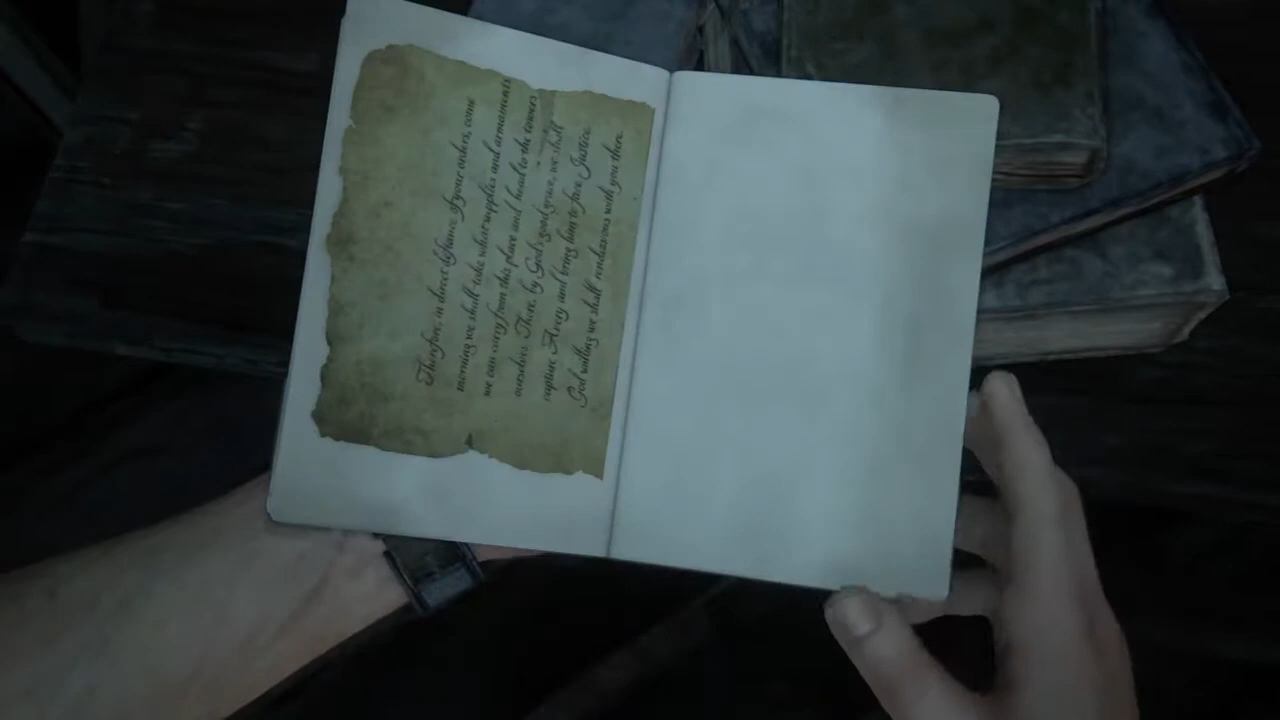 Therefore, in direct defiance of your orders, come
morning we shall take what supplies and armaments
we can carry from this place and head to the towers
ourselves. There, by God's good grace, we shall
capture Avery and bring him to face Justice.
God willing we shall rendezvous with you there.